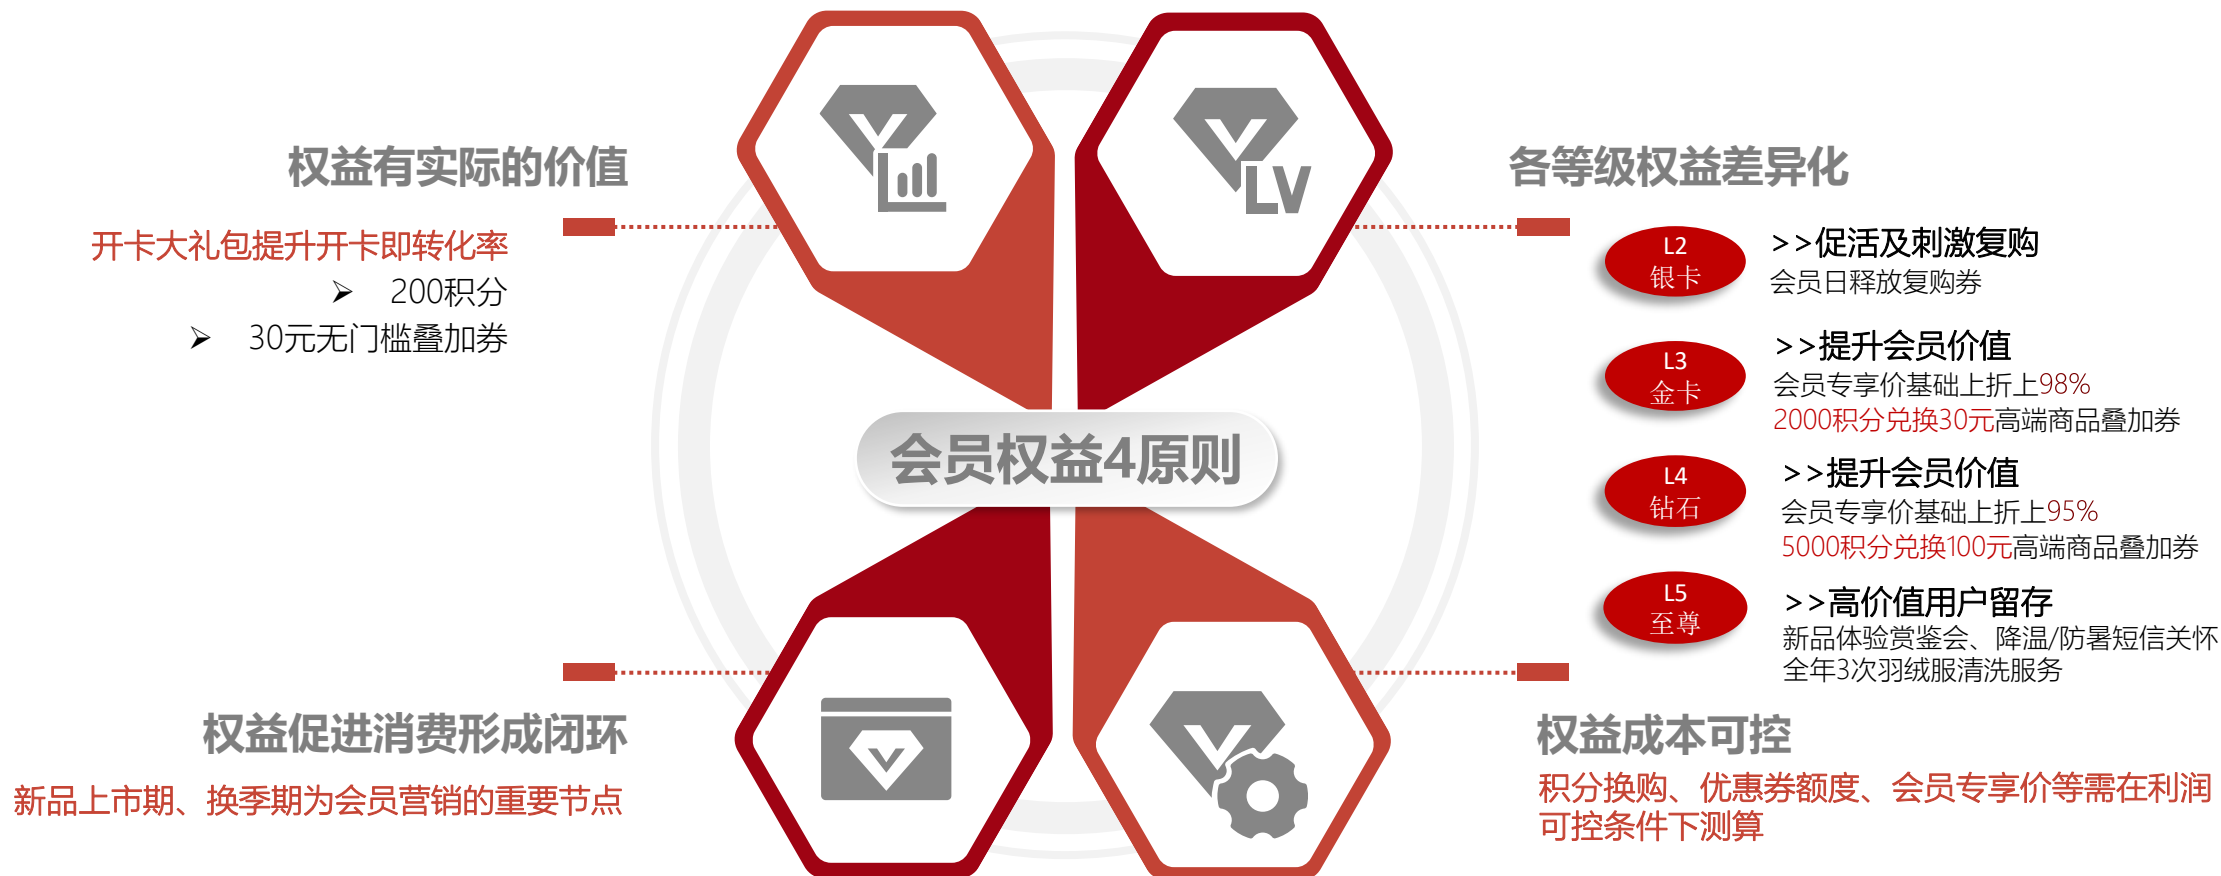 权益有实际的价值
开卡大礼包提升开卡即转化率
➢ 200积分
➢ 30元无门槛叠加券
LV
各等级权益差异化
L2
银卡
>>促活及刺激复购
会员日释放复购券
L3
金卡
>>提升会员价值
会员专享价基础上折上98%
2000积分兑换30元高端商品叠加券
L4
钻石
>>提升会员价值
会员专享价基础上折上95%
5000积分兑换100元高端商品叠加券
L5
至尊
>>高价值用户留存
新品体验赏鉴会、降温/防暑短信关怀
全年3次羽绒服清洗服务
会员权益4原则
权益促进消费形成闭环
新品上市期、换季期为会员营销的重要节点
权益成本可控
积分换购、优惠券额度、会员专享价等需在利润
可控条件下测算